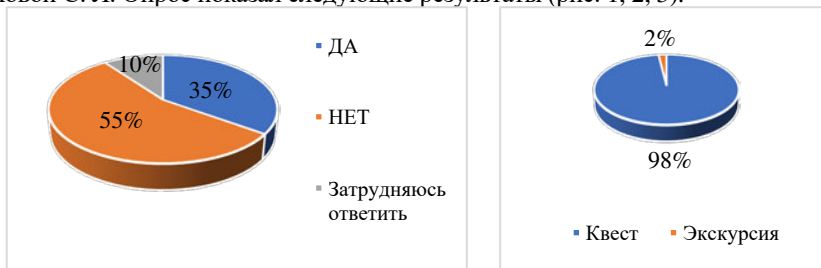 С. Л. Опрос показал следующие результаты (рис. 1, 2, 3).
10%
35%
55%
ДА
НЕТ
Затрудняюсь
ответить
2%
98%
Квест
Экскурсия